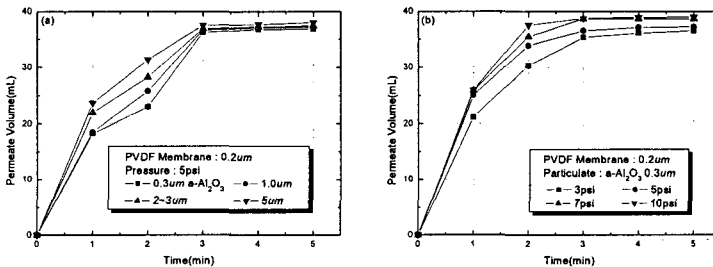 (a)
Permeate Volume(mL)
40
30
20
10
0
PVDF Membrane : 0.2um
Pressure : 5psi
0.3um a-Al2O3 1.0um
2~3um 5um
0 1 2 3 4 5
Time(min)
(b)
Permeate Volume(mL)
40
30
20
10
0
PVDF Membrane : 0.2um
Particulate : a-Al2O3 0.3um
3psi 5psi
7psi 10psi
0 1 2 3 4 5
Time(min)